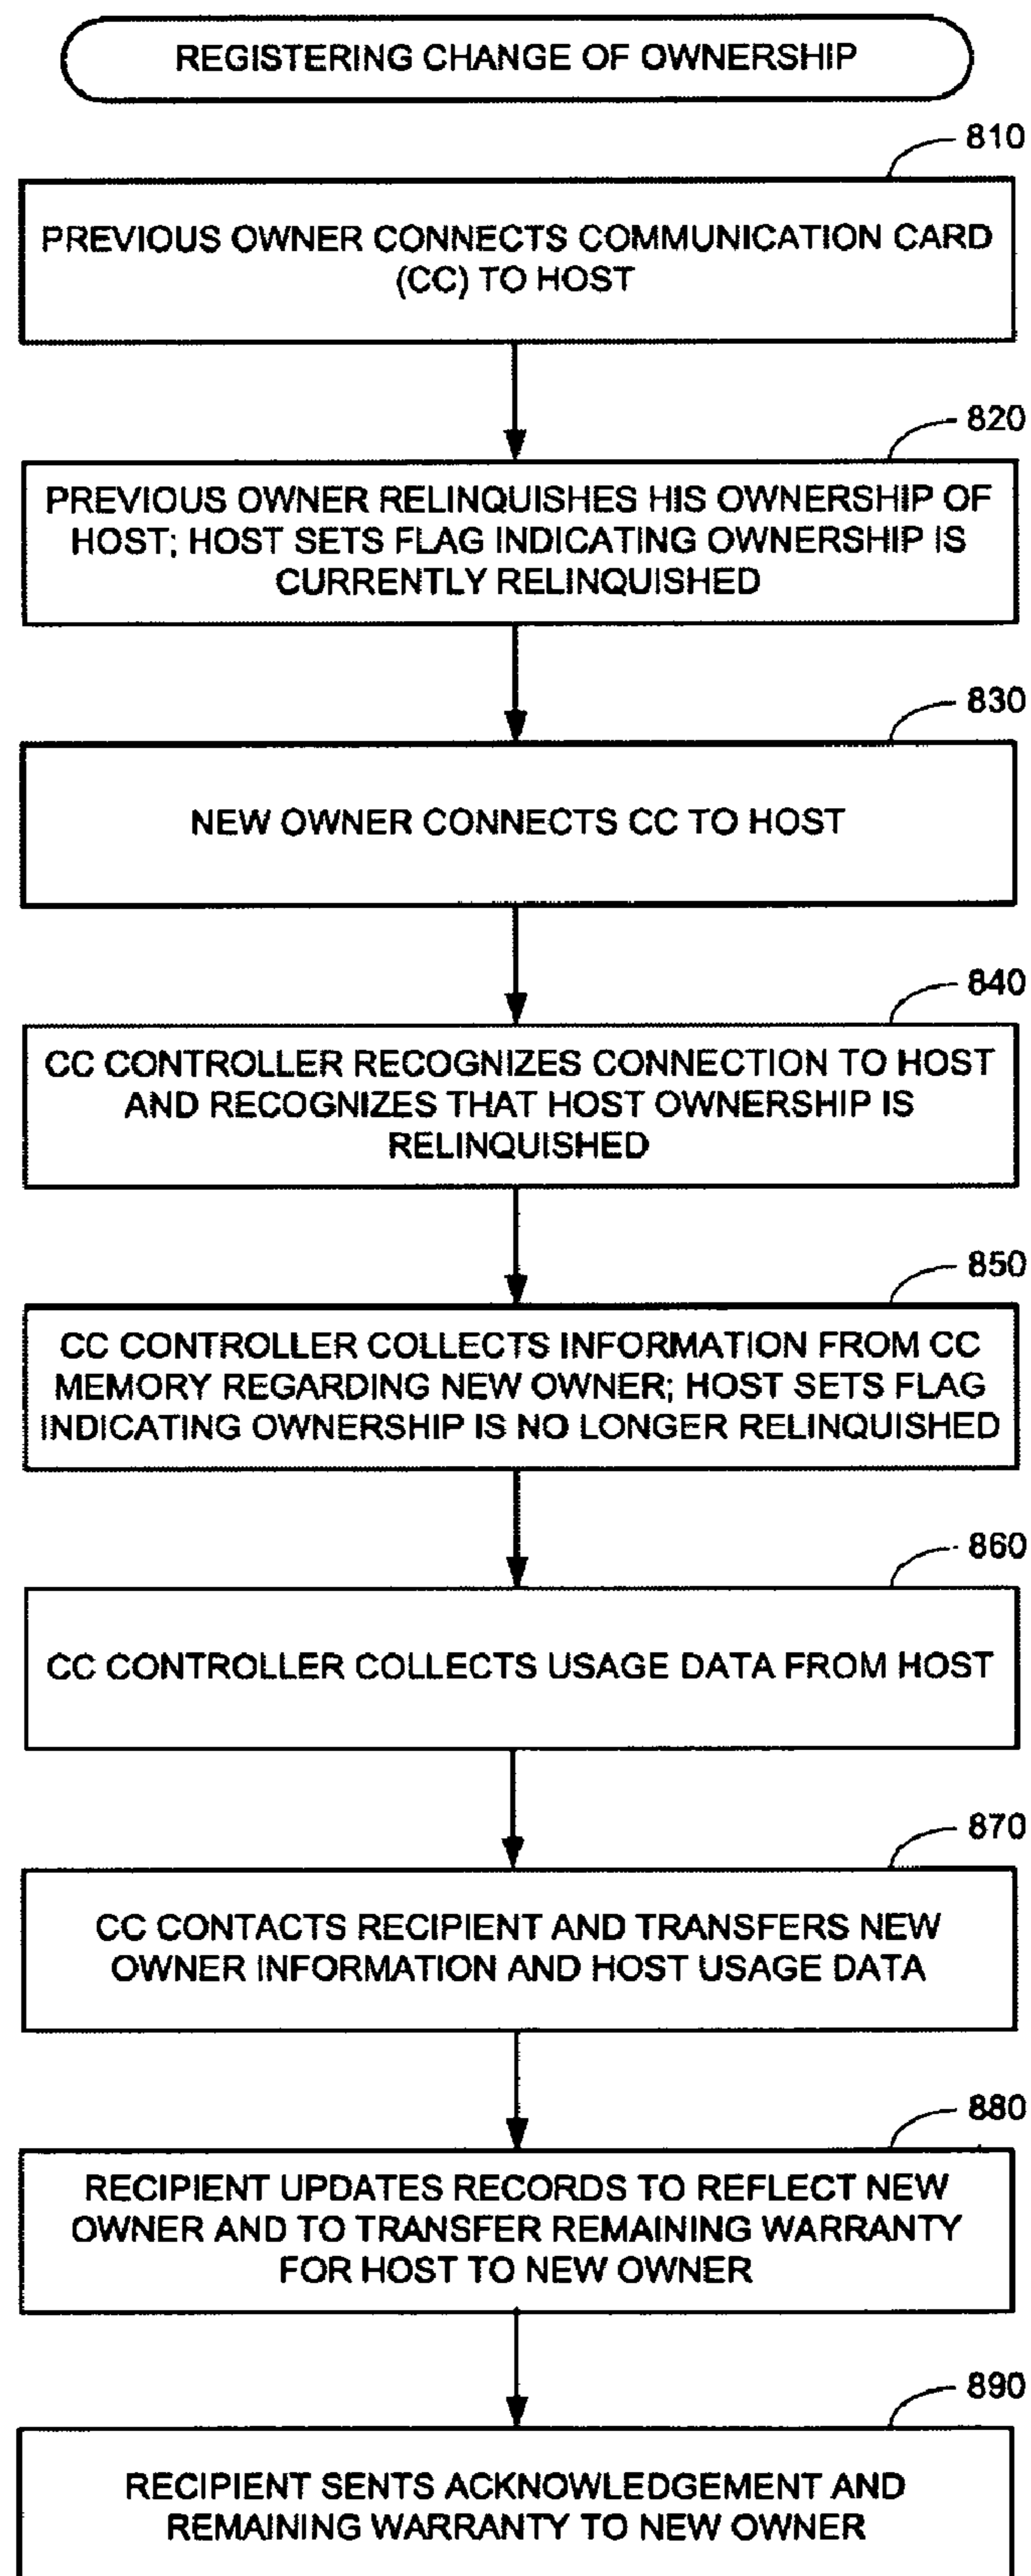 REGISTERING CHANGE OF OWNERSHIP
810
PREVIOUS OWNER CONNECTS COMMUNICATION CARD
(CC) TO HOST
820
PREVIOUS OWNER RELINQUISHES HIS OWNERSHIP OF
HOST; HOST SETS FLAG INDICATING OWNERSHIP IS
CURRENTLY RELINQUISHED
830
NEW OWNER CONNECTS CC TO HOST
840
CC CONTROLLER RECOGNIZES CONNECTION TO HOST
AND RECOGNIZES THAT HOST OWNERSHIP IS
RELINQUISHED
850
CC CONTROLLER COLLECTS INFORMATION FROM CC
MEMORY REGARDING NEW OWNER; HOST SETS FLAG
INDICATING OWNERSHIP IS NO LONGER RELINQUISHED
860
CC CONTROLLER COLLECTS USAGE DATA FROM HOST
870
CC CONTACTS RECIPIENT AND TRANSFERS NEW
OWNER INFORMATION AND HOST USAGE DATA
880
RECIPIENT UPDATES RECORDS TO REFLECT NEW
OWNER AND TO TRANSFER REMAINING WARRANTY
FOR HOST TO NEW OWNER
890
RECIPIENT SENTS ACKNOWLEDGEMENT AND
REMAINING WARRANTY TO NEW OWNER